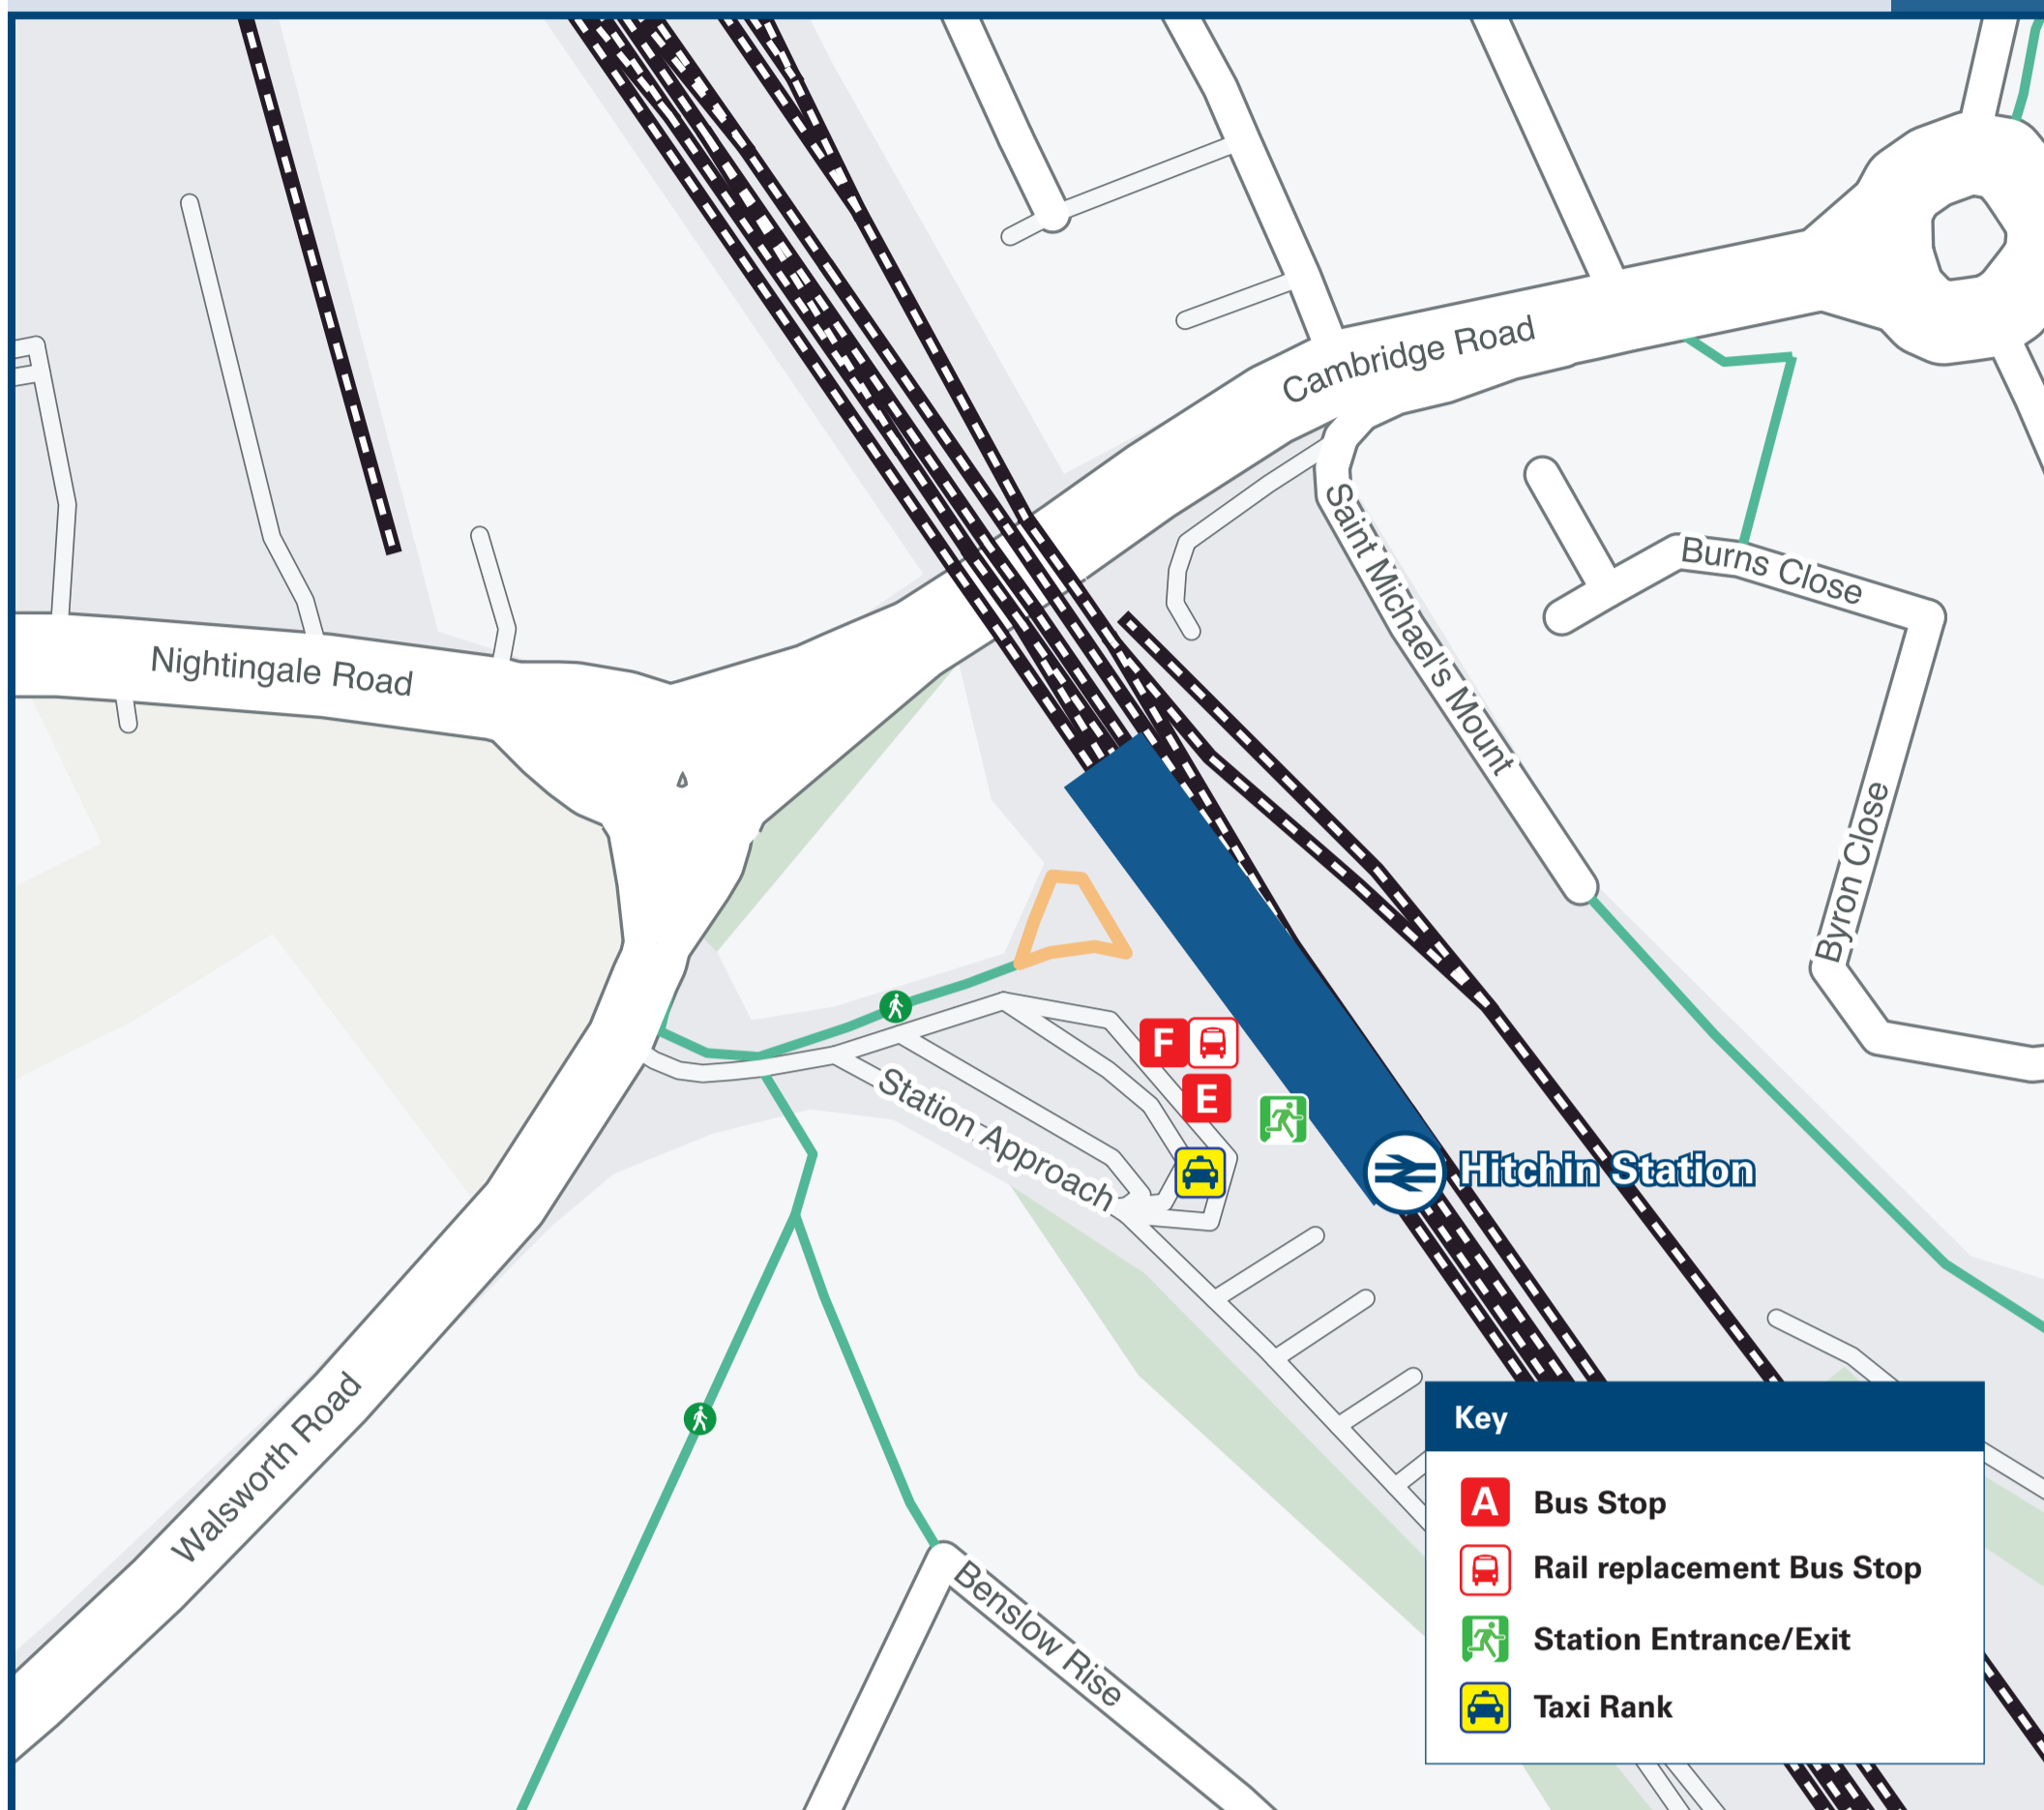 Cambridge Road
Saint Michael's Mount
Burns Close
Nightingale Road
Byron Close
F
E
Station Approach
Hitchin Station
Walsworth Road
Benslow Rise
Key
A Bus Stop
Rail replacement Bus Stop
Station Entrance/Exit
Taxi Rank